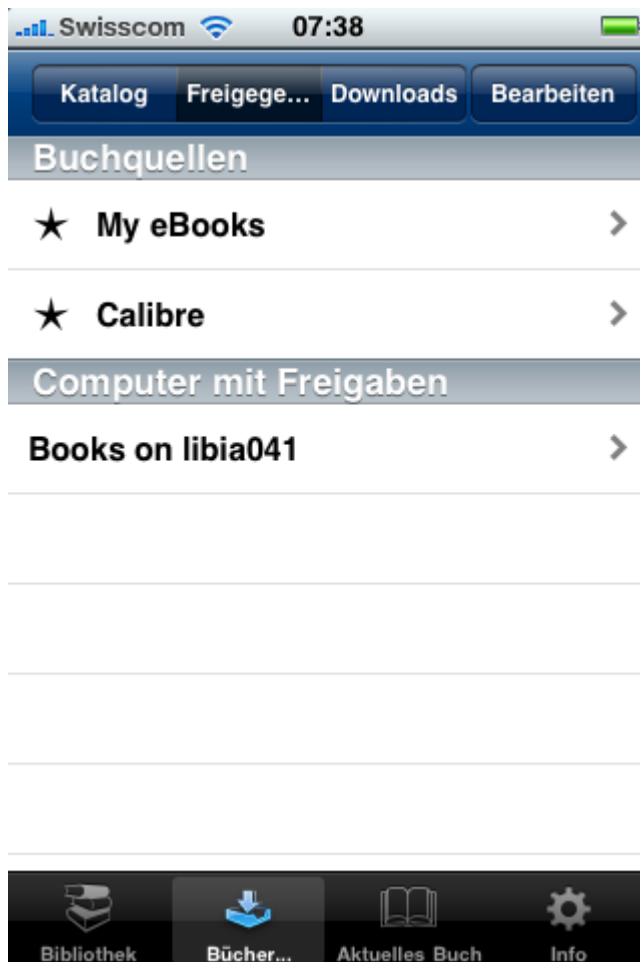 Swisscom 07:38
Katalog Freigege... Downloads Bearbeiten
Buchquellen
My eBooks
Calibre
Computer mit Freigaben
Books on libia041
Bibliothek Bücher... Aktuelles Buch Info